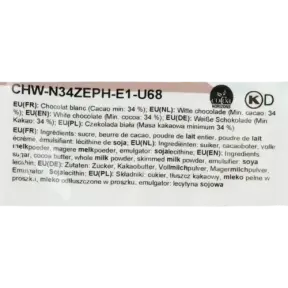 CHW-N34ZEPH-E1-U68
EU(FR): Chocolat blanc (Cacao min: 34 %) EU(NL): Witte chocolade (Min. cacao: 34
%) EU(EN): White chocolate (Min. cocoa: 34 %) EU(DE): Weiße Schokolade (Min
Kakao: 34 %) EU(PL): Czekolada biała (Masa kakaowa minimum 34 %)
EU(FR): Ingrédients: sucre, beurre de cacao, poudre de lait entier, poudre de lait
écrémé, émulsifiant: lécithine de soja; EU(NL): Ingrediënten: suiker, cacaoboter, volle
melkpoeder, magere melkpoeder, emulgator: sojalecithine; EU(EN): Ingredients:
sugar, cocoa butter, whole milk powder, skimmed milk powder, emulsifier: soya
lecithin; EU(DE): Zutaten: Zucker, Kakaobutter, Vollmilchpulver, Magermilchpulver,
Emulgator: Sojalecithin; EU(PL): Składniki: cukier, tłuszcz kakaowy, mleko pełne w
proszku, mleko odtłuszczone w proszku, emulgator: lecytyna sojowa
K D